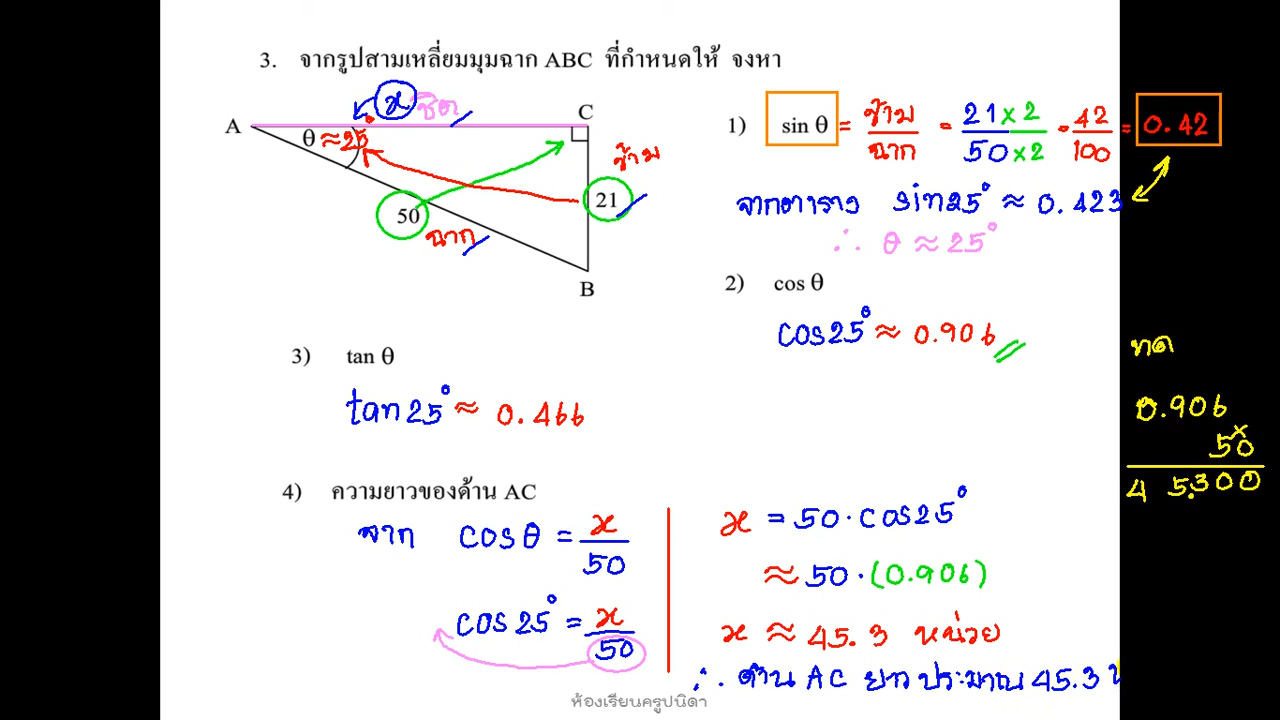 3. จากรูปสามเหลี่ยมมุมฉาก ABC ที่กำหนดให้ จงหา
x ชิด
A
C
θ ≈25°
ข้าม
21
50
ฉาก
B
1) sin θ = ข้าม/ฉาก = 21×2/50×2 = 42/100 = 0.42
จากตาราง sin25° ≈ 0.423
∴ θ ≈ 25°
2) cos θ
cos25° ≈ 0.906
3) tan θ
tan25° ≈ 0.466
ทด
0.906
50 ×
45.300
4) ความยาวของด้าน AC
จาก cosθ = x/50
cos25° = x/50
x = 50·cos25°
≈ 50·(0.906)
x ≈ 45.3 หน่วย
∴ ด้าน AC ยาวประมาณ 45.3 ห
ห้องเรียนครูปนิดา